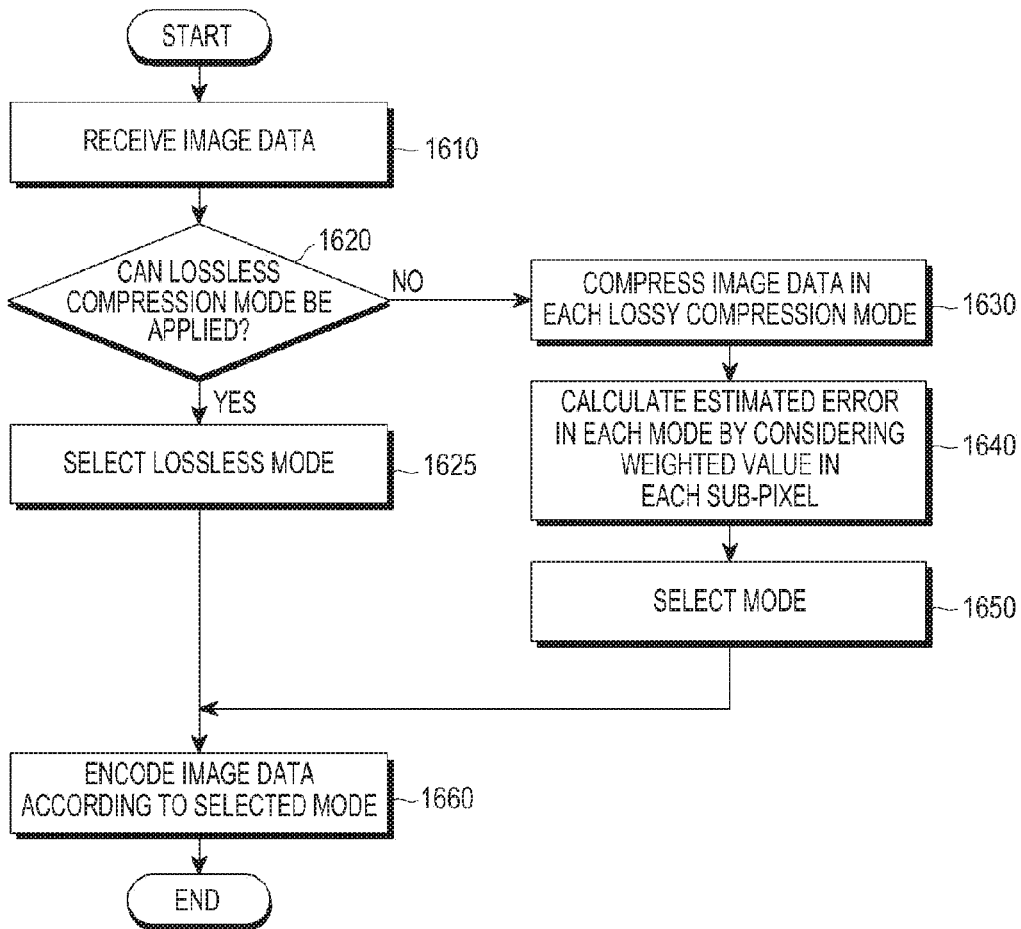 START
RECEIVE IMAGE DATA
1610
1620
CAN LOSSLESS
COMPRESSION MODE BE
APPLIED?
NO
YES
SELECT LOSSLESS MODE
1625
COMPRESS IMAGE DATA IN
EACH LOSSY COMPRESSION MODE
1630
CALCULATE ESTIMATED ERROR
IN EACH MODE BY CONSIDERING
WEIGHTED VALUE IN
EACH SUB-PIXEL
1640
SELECT MODE
1650
ENCODE IMAGE DATA
ACCORDING TO SELECTED MODE
1660
END